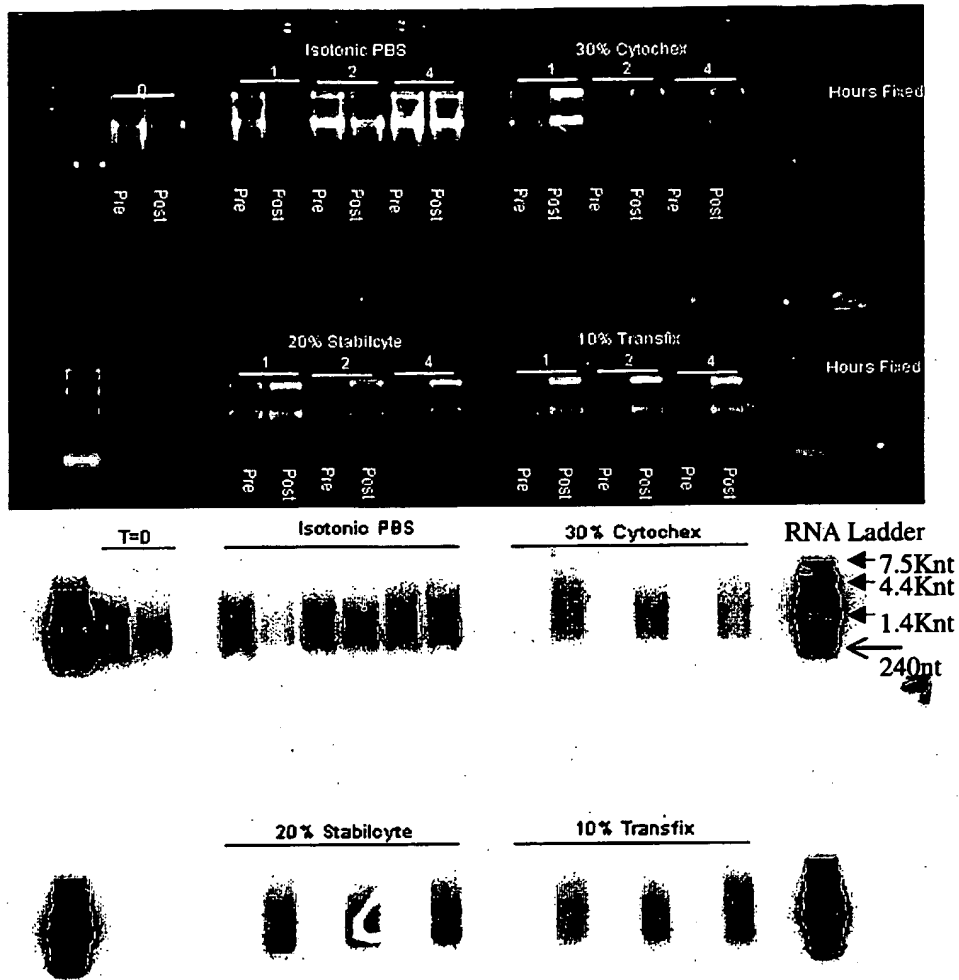 Isotonic PBS
30% Cytochex
0
1 2 4
1 2 4
Hours Fixed
Pre Post
Pre Post Pre Post Pre Post
Pre Post Pre Post Pre Post
20% Stabilcyte
10% Transfix
1 2 4
1 2 4
Hours Fixed
Pre Post Pre Post
Pre Post Pre Post Pre Post
T=0
Isotonic PBS
30% Cytochex
RNA Ladder
7.5Knt
4.4Knt
1.4Knt
240nt
20% Stabilcyte
10% Transfix